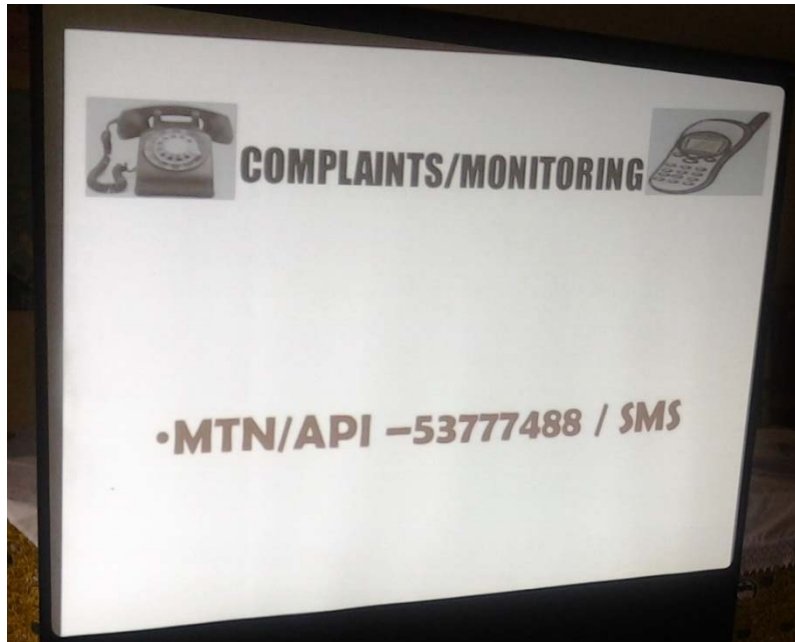 COMPLAINTS/MONITORING
•MTN/API –53777488 / SMS